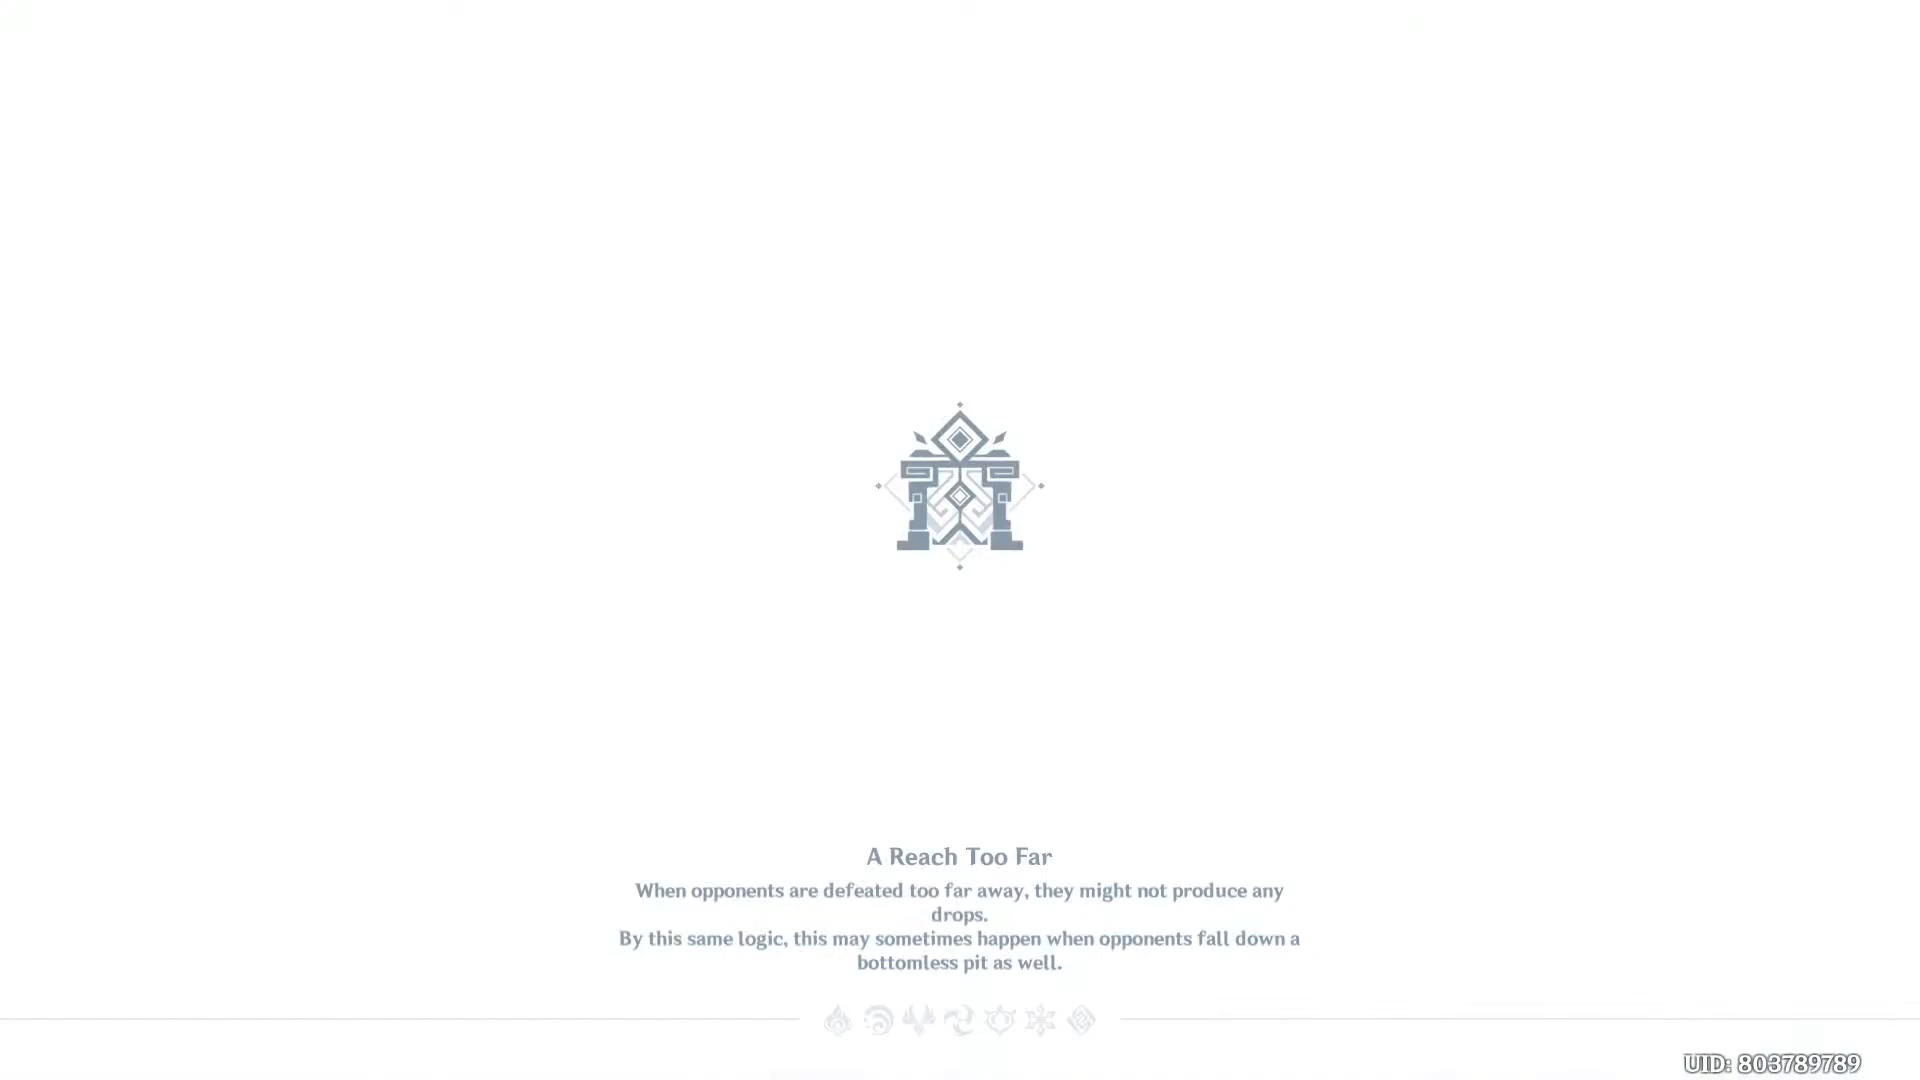 A Reach Too Far
When opponents are defeated too far away, they might not produce any
drops.
By this same logic, this may sometimes happen when opponents fall down a
bottomless pit as well.
UID: 803789789